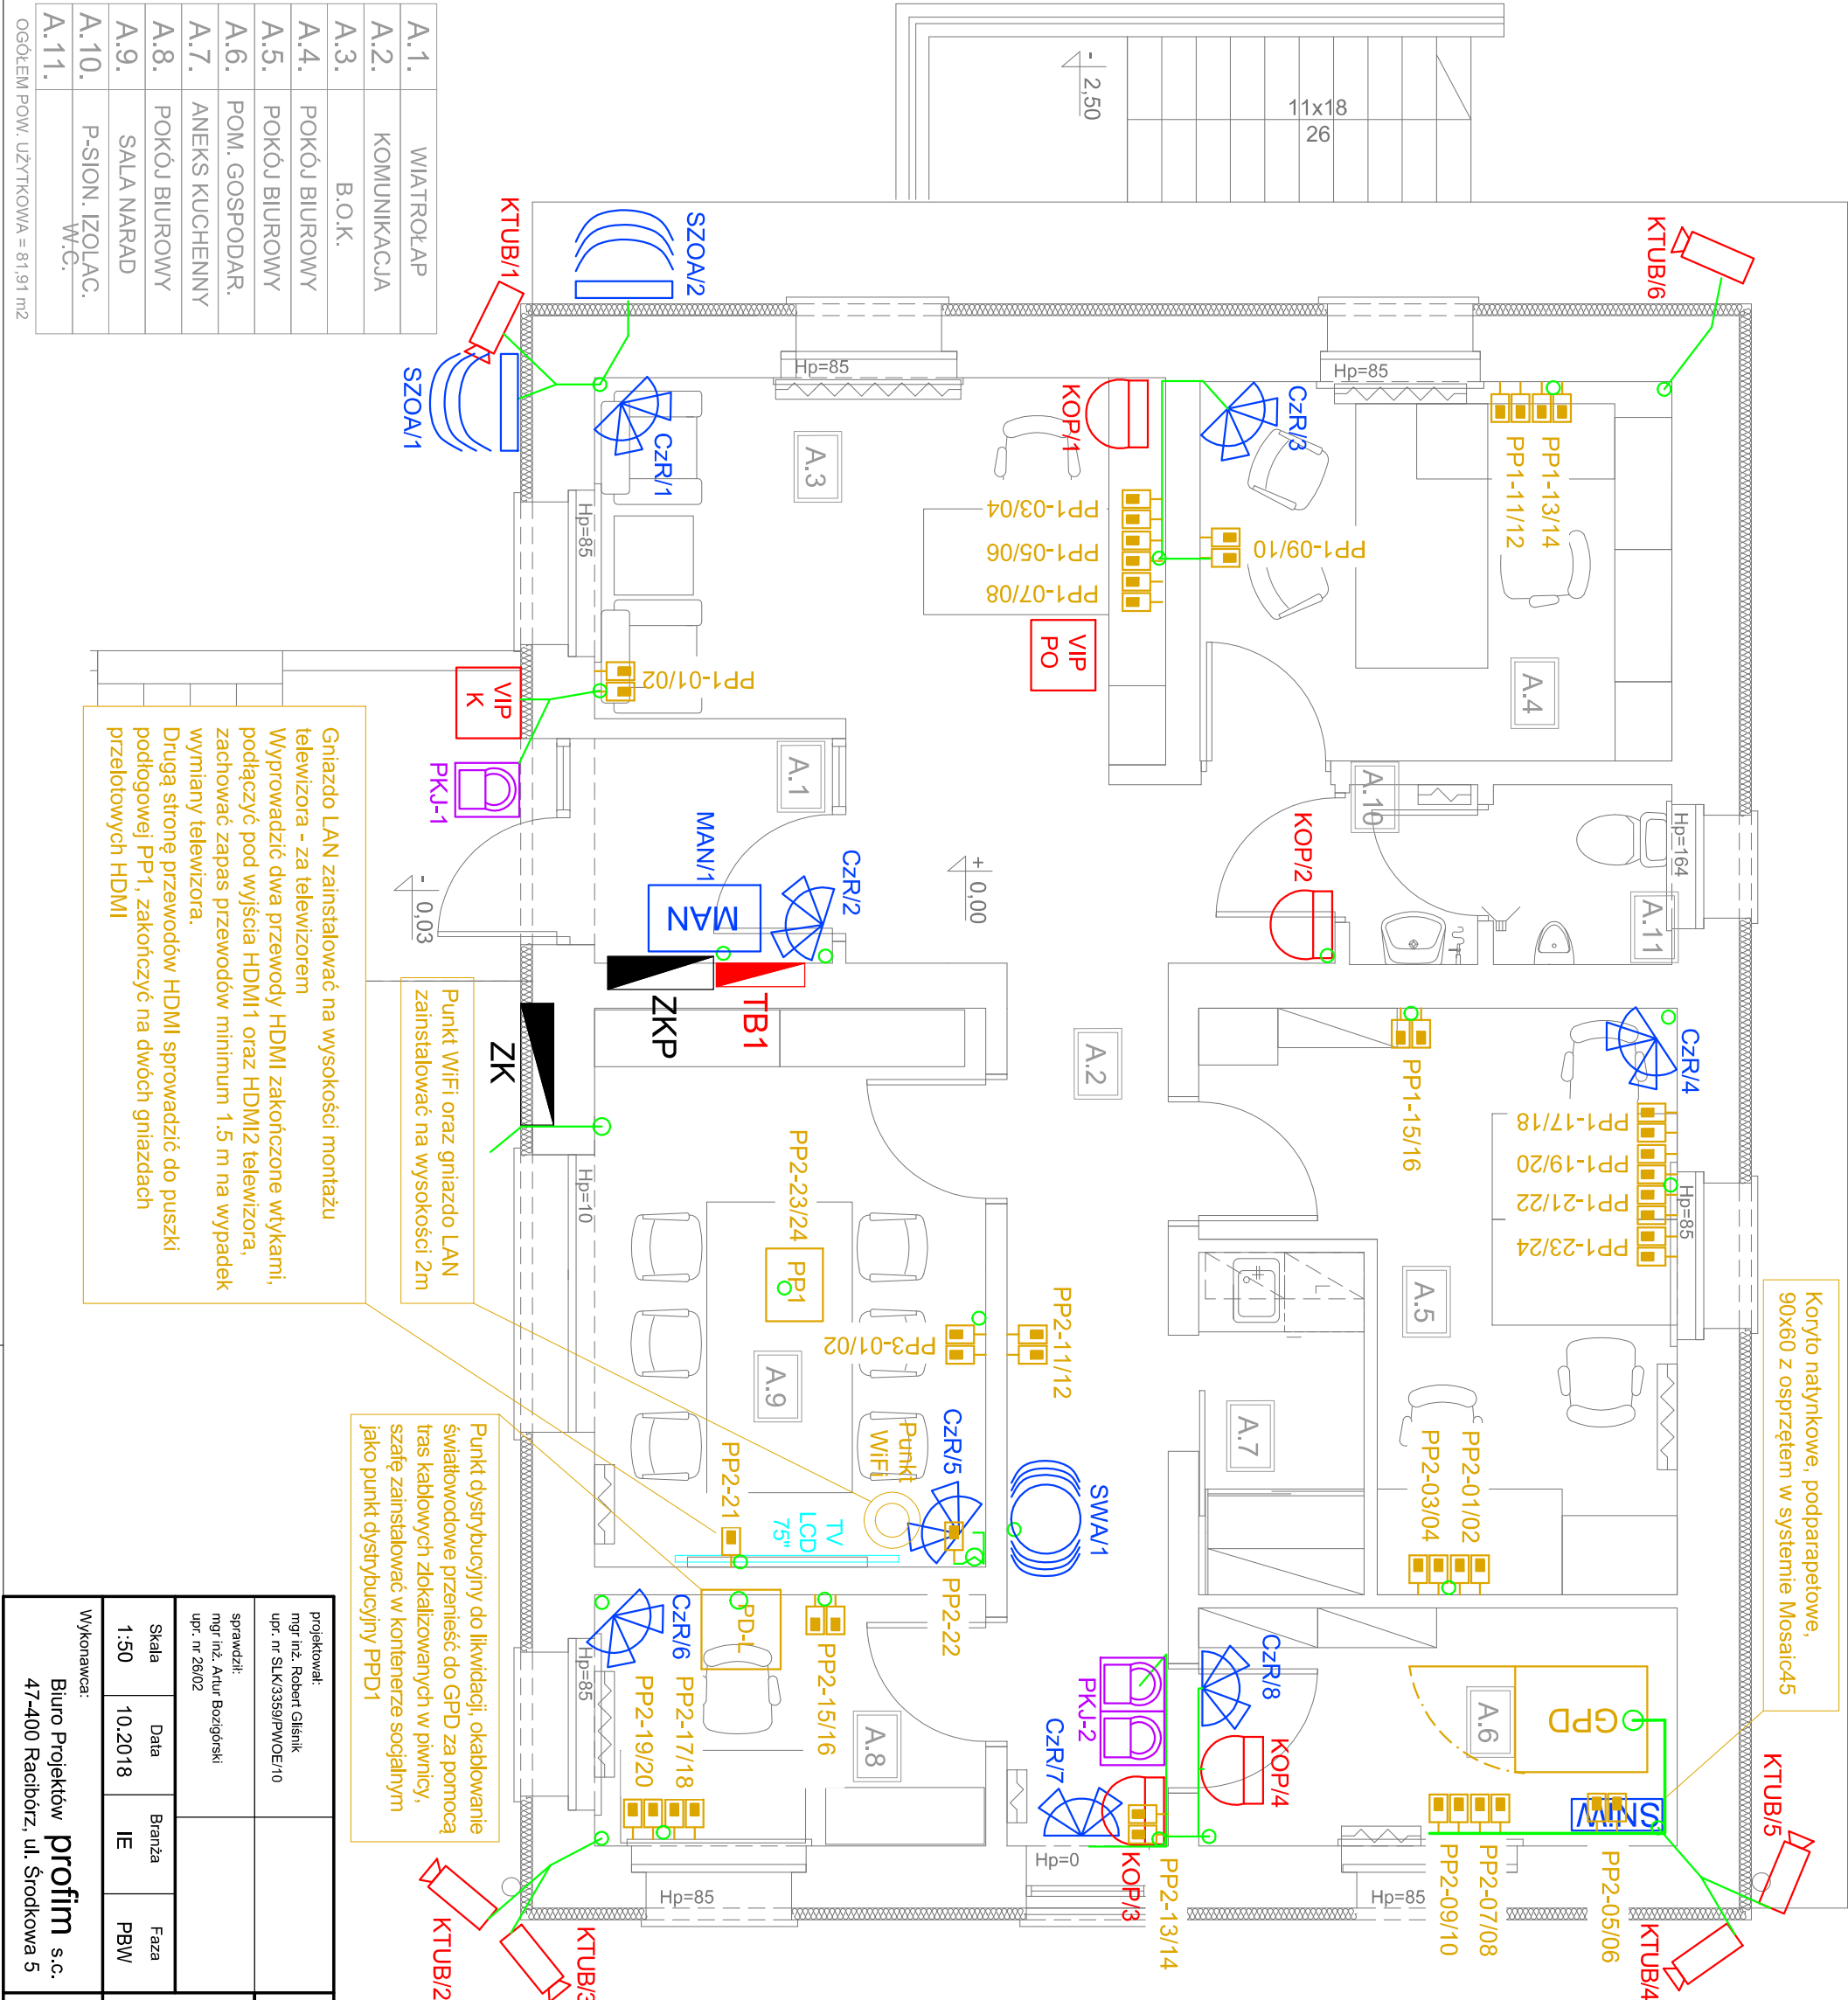 A.1. WIATROŁAP
A.2. KOMUNIKACJA
A.3. B.O.K.
A.4. POKÓJ BIUROWY
A.5. POKÓJ BIUROWY
A.6. POM. GOSPODAR.
A.7. ANEKS KUCHENNY
A.8. POKÓJ BIUROWY
A.9. SALA NARAD
A.10. P-SION. IZOLAC.
A.11. W.C.
OGÓŁEM POW. UŻYTKOWA = 81,91 m2
- 2,50
11x18
26
KTUB/6
SZOA/2
KTUB/1
SZOA/1
Hp=85
Hp=85
CzR/1
A.3
KOP/1
CzR/3
PP1-13/14
PP1-11/12
Hp=85
PP1-03/04
PP1-05/06
PP1-07/08
PP1-09/10
VIP
PO
A.4
PP1-01/02
VIP
K
PKJ-1
A.1
A.10
Hp=164
A.11
KOP/2
MAN/1
MAN
CzR/2
+ 0,00
- 0,03
ZKP
TB1
ZK
A.2
CzR/4
PP1-15/16
PP1-17/18
PP1-19/20
PP1-21/22
PP1-23/24
Hp=85
A.5
Hp=10
PP2-23/24
PP1
PP3-01/02
PP2-11/12
A.9
A.7
PP2-01/02
PP2-03/04
Punkt
WiFi
CzR/5
SWA/1
PP2-21
TV
LCD
75"
PP2-22
PD-I
CzR/6
PP2-15/16
Hp=85
PP2-17/18
PP2-19/20
A.8
PKJ-2
CzR/8
CzR/7
KOP/4
KOP/3
A.6
GPD
SNIW
Hp=0
Hp=85
Hp=85
PP2-13/14
PP2-09/10
PP2-07/08
PP2-05/06
KTUB/5
KTUB/4
KTUB/3
KTUB/2
Koryto natynkowe, podparapetowe,
90x60 z osprzętem w systemie Mosaic45
Gniazdo LAN zainstalować na wysokości montażu
telewizora - za telewizorem
Wyprowadzić dwa przewody HDMI zakończone wtykami,
podłączyć pod wyjścia HDMI1 oraz HDMI2 telewizora,
zachować zapas przewodów minimum 1.5 m na wypadek
wymiany telewizora.
Drugą stronę przewodów HDMI sprowadzić do puszki
podłogowej PP1, zakończyć na dwóch gniazdach
przelotowych HDMI
Punkt WiFi oraz gniazdo LAN
zainstalować na wysokości 2m
Punkt dystrybucyjny do likwidacji, okablowanie
światłowodowe przenieść do GPD za pomocą
tras kablowych zlokalizowanych w piwnicy,
szafę zainstalować w kontenerze socjalnym
jako punkt dystybucyjny PPD1
projektował:
mgr inż. Robert Gliśnik
upr. nr SLK/3359/PWOE/10
sprawdził:
mgr inż. Artur Bozigórski
upr. nr 26/02
Skala Data Branża Faza
1:50 10.2018 IE PBW
Wykonawca:
Biuro Projektów profim s.c.
47-400 Racibórz, ul. Środkowa 5